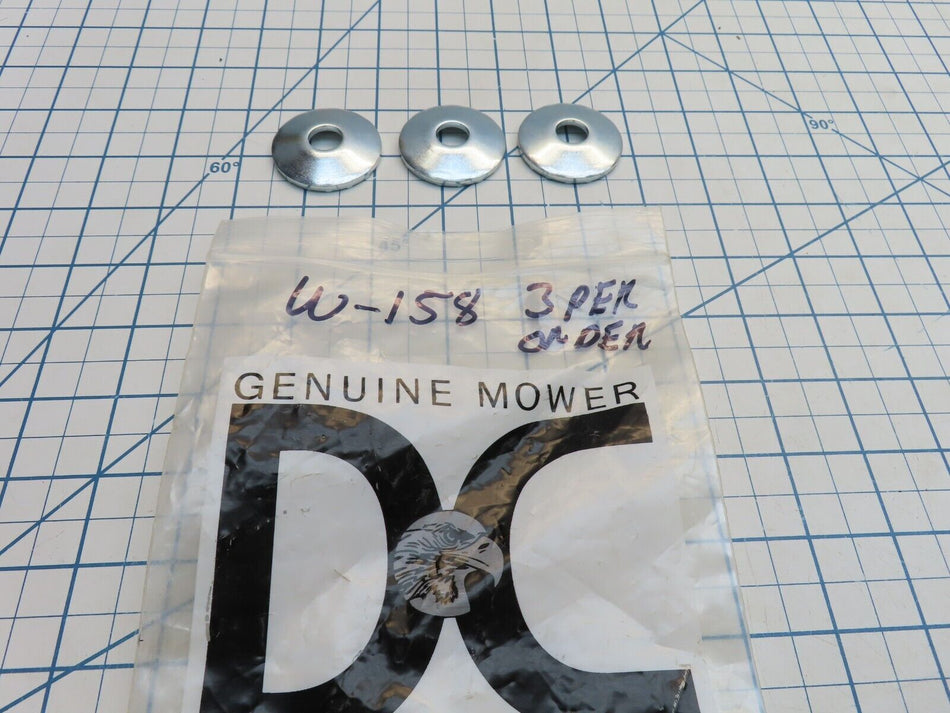 60°
90°
45°
W-158 3 PER
ORDER
GENUINE MOWER
DC